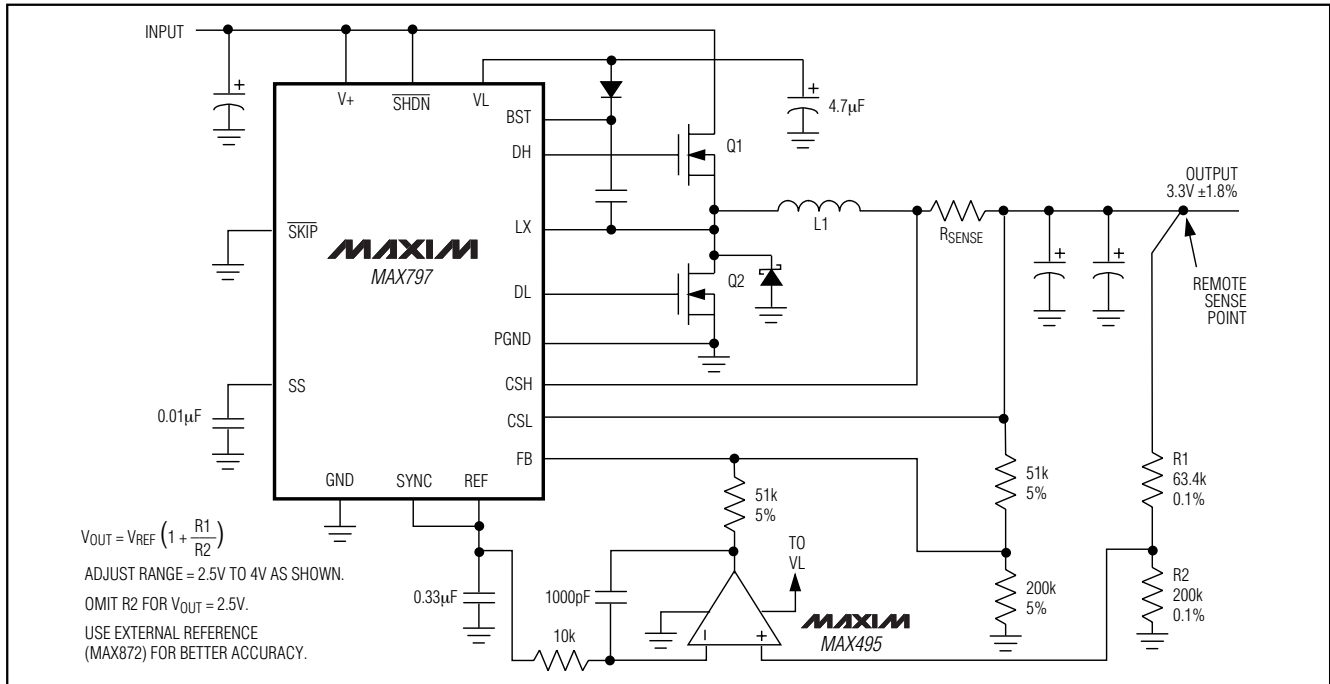 INPUT
V+
SHDN
VL
BST
DH
SKIP
LX
MAXIM
MAX797
DL
PGND
SS
CSH
CSL
FB
GND
SYNC
REF
4.7μF
Q1
L1
RSENSE
OUTPUT
3.3V ±1.8%
Q2
REMOTE
SENSE
POINT
0.01μF
51k
5%
51k
5%
R1
63.4k
0.1%
VOUT = VREF (1 + R1/R2)
ADJUST RANGE = 2.5V TO 4V AS SHOWN.
OMIT R2 FOR VOUT = 2.5V.
USE EXTERNAL REFERENCE
(MAX872) FOR BETTER ACCURACY.
0.33μF
1000pF
10k
TO
VL
MAXIM
MAX495
200k
5%
R2
200k
0.1%